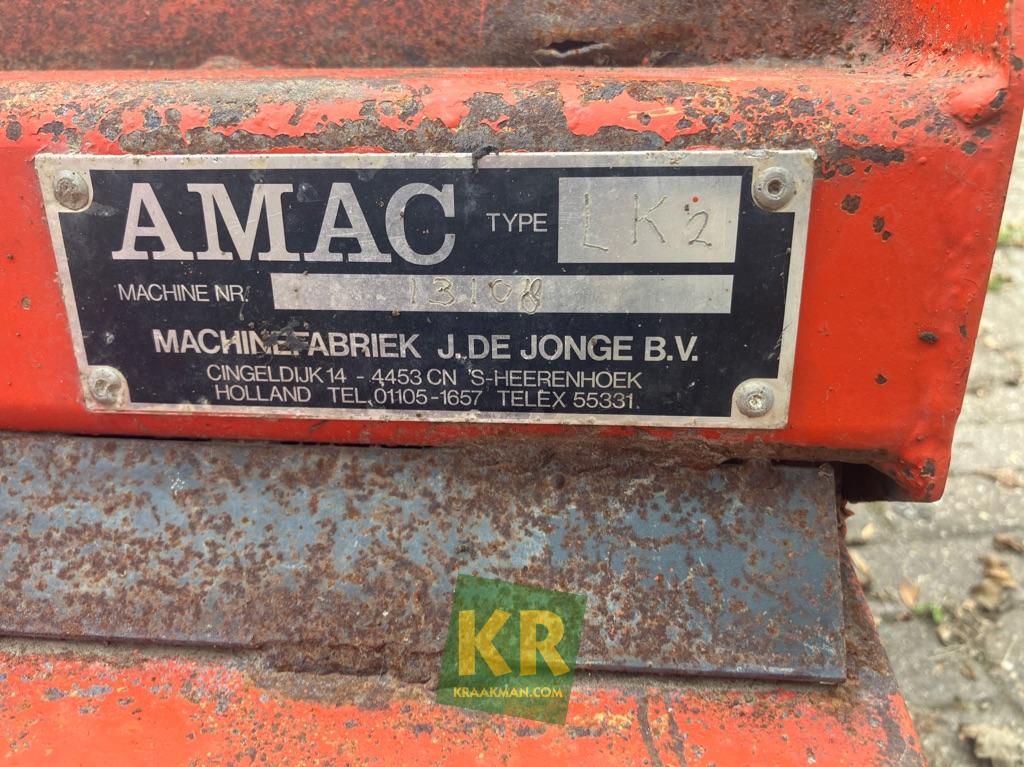 AMAC TYPE LK2
MACHINE NR. 13108
MACHINEFABRIEK J. DE JONGE B.V.
CINGELDIJK 14 - 4453 CN 'S-HEERENHOEK
HOLLAND TEL. 01105-1657 TELEX 55331
KR
KRAAKMAN.COM